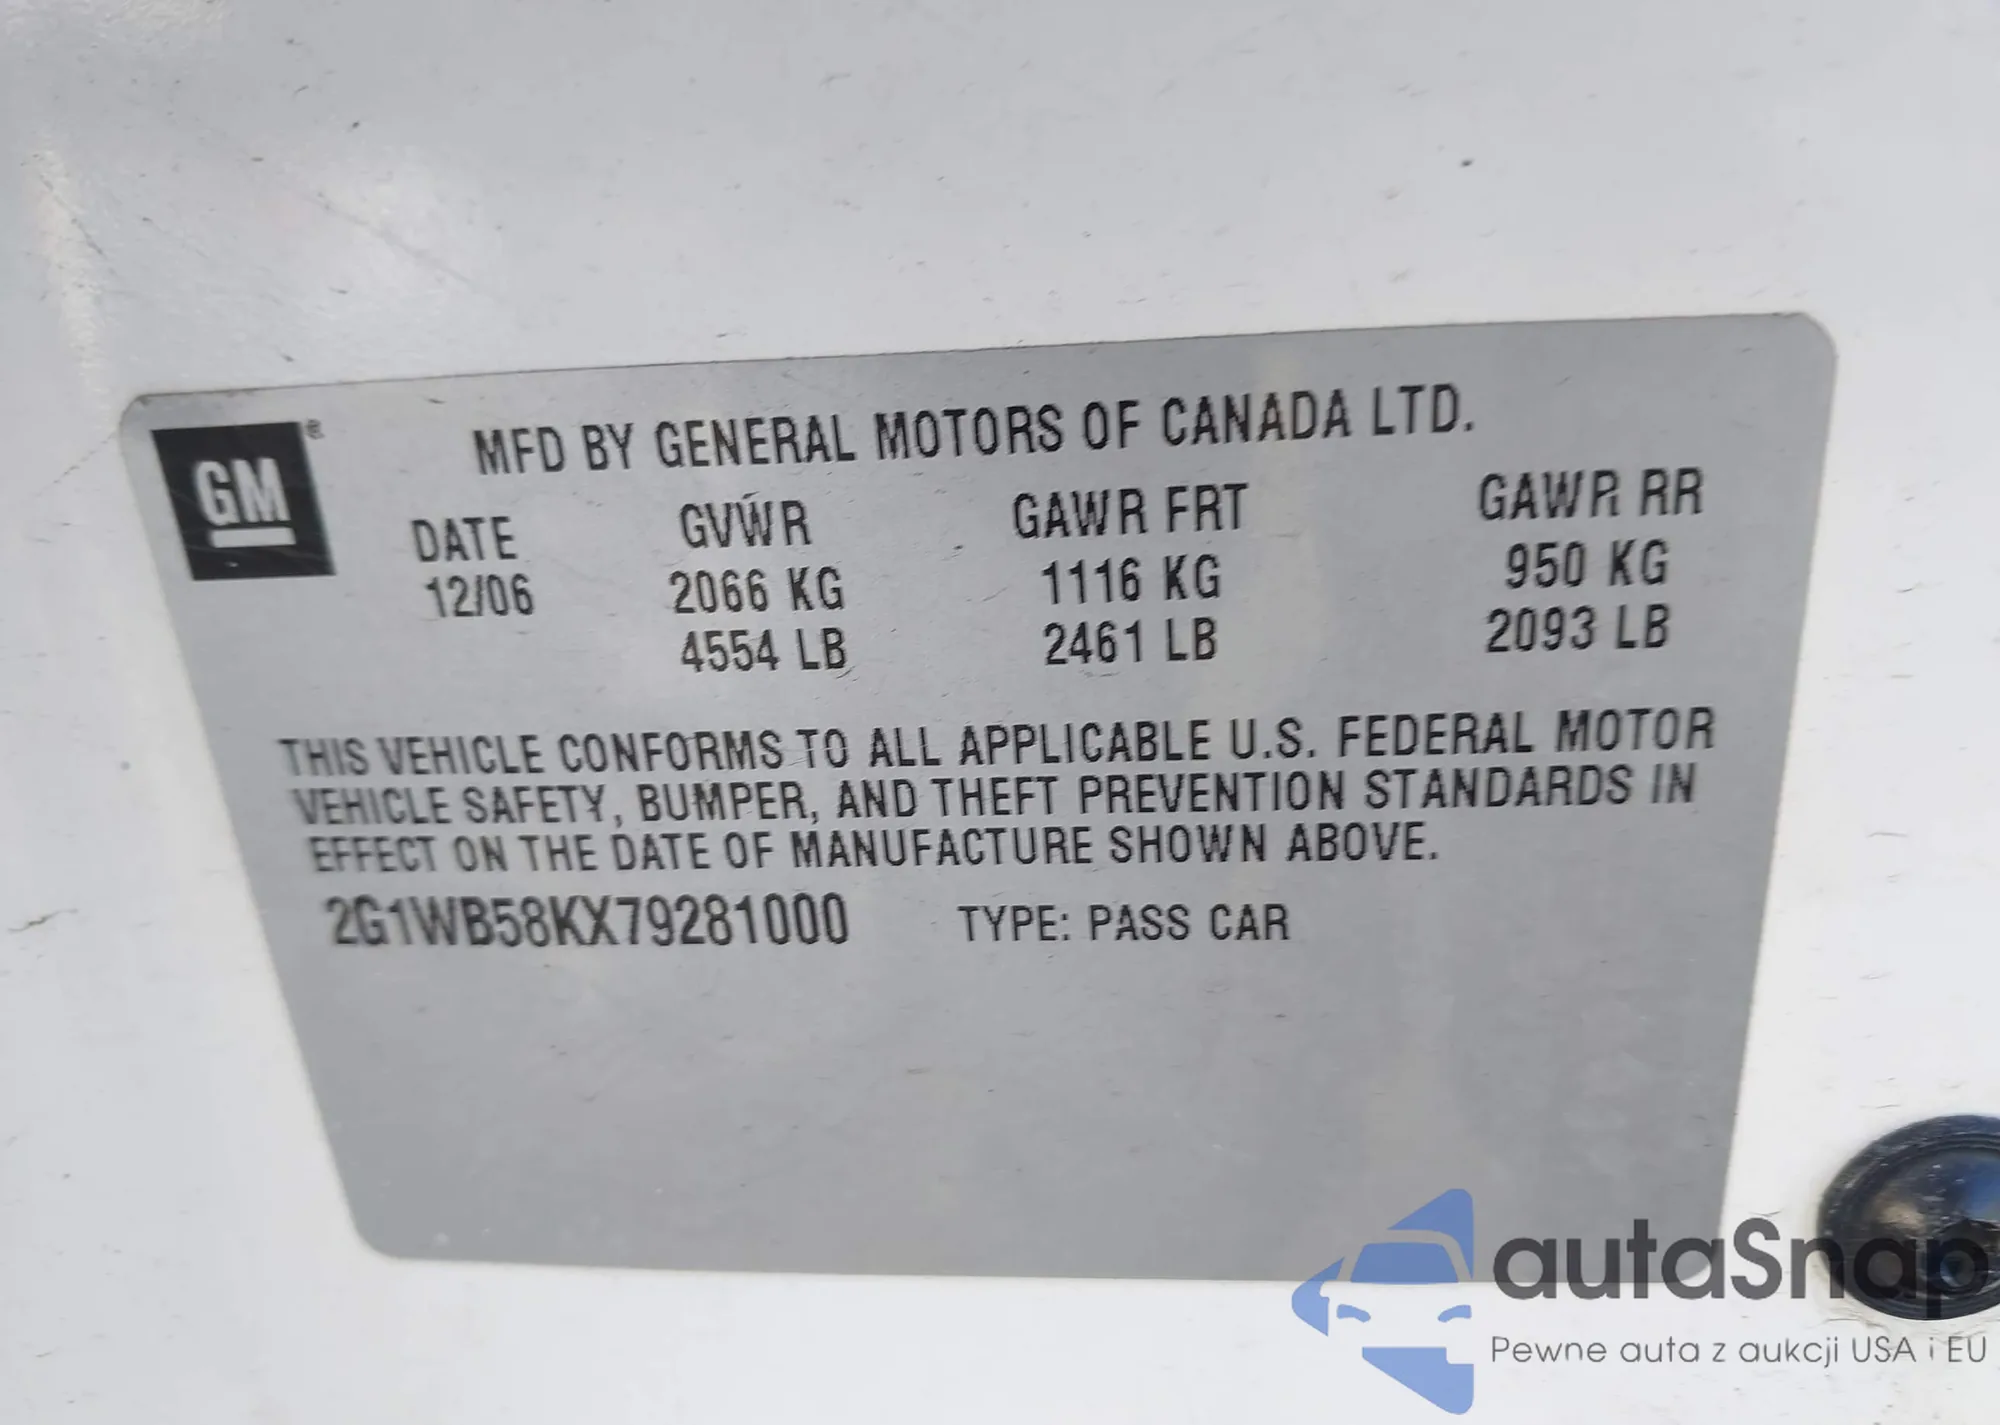 GM®
MFD BY GENERAL MOTORS OF CANADA LTD.
DATE GVWR GAWR FRT GAWR RR
12/06 2066 KG 1116 KG 950 KG
4554 LB 2461 LB 2093 LB
THIS VEHICLE CONFORMS TO ALL APPLICABLE U.S. FEDERAL MOTOR
VEHICLE SAFETY, BUMPER, AND THEFT PREVENTION STANDARDS IN
EFFECT ON THE DATE OF MANUFACTURE SHOWN ABOVE.
2G1WB58KX79281000 TYPE: PASS CAR
autaSnap
Pewne auta z aukcji USA i EU